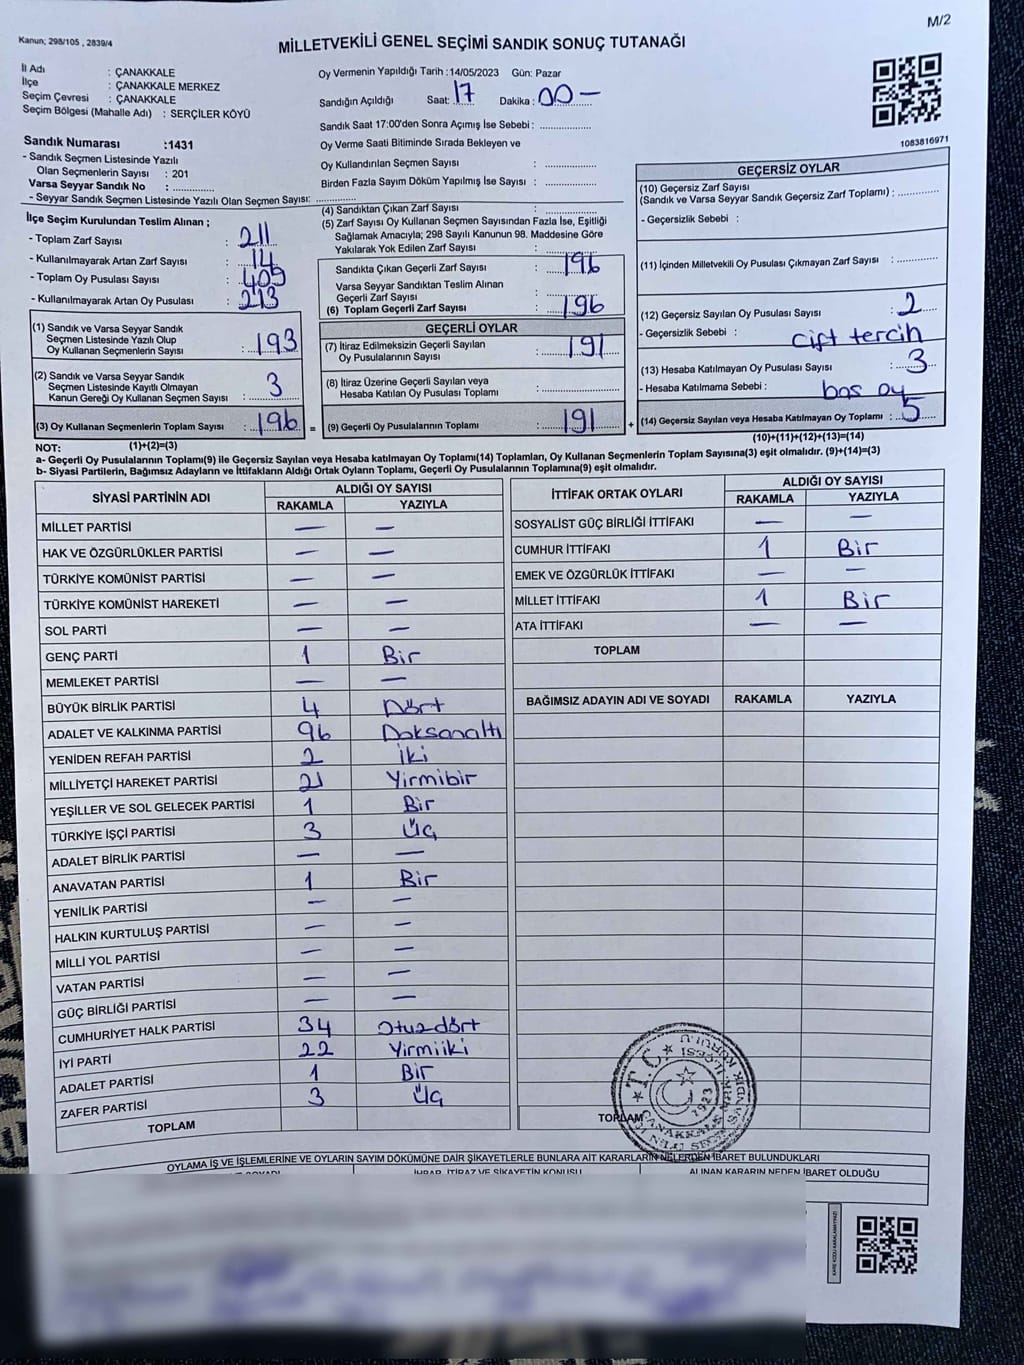 M/2
Kanun; 298/105 , 2839/4
MİLLETVEKİLİ GENEL SEÇİMİ SANDIK SONUÇ TUTANAĞI
İl Adı : ÇANAKKALE
İlçe : ÇANAKKALE MERKEZ
Seçim Çevresi : ÇANAKKALE
Seçim Bölgesi (Mahalle Adı) : SERÇİLER KÖYÜ
Sandık Numarası :1431
- Sandık Seçmen Listesinde Yazılı
Olan Seçmenlerin Sayısı : 201
Varsa Seyyar Sandık No : ..............
- Seyyar Sandık Seçmen Listesinde Yazılı Olan Seçmen Sayısı: ..............
Oy Vermenin Yapıldığı Tarih :14/05/2023 Gün: Pazar
Sandığın Açıldığı Saat: 17 Dakika : 00 —
Sandık Saat 17:00'den Sonra Açımış İse Sebebi : ..............
Oy Verme Saati Bitiminde Sırada Bekleyen ve
Oy Kullandırılan Seçmen Sayısı : ..............
Birden Fazla Sayım Döküm Yapılmış İse Sayısı : ..............
1083816971
İlçe Seçim Kurulundan Teslim Alınan ;
- Toplam Zarf Sayısı : 211
- Kullanılmayarak Artan Zarf Sayısı : 14
- Toplam Oy Pusulası Sayısı : 405
- Kullanılmayarak Artan Oy Pusulası : 213
(1) Sandık ve Varsa Seyyar Sandık
Seçmen Listesinde Yazılı Olup
Oy Kullanan Seçmenlerin Sayısı : 193
(2) Sandık ve Varsa Seyyar Sandık
Seçmen Listesinde Kayıtlı Olmayan
Kanun Gereği Oy Kullanan Seçmen Sayısı : 3
(3) Oy Kullanan Seçmenlerin Toplam Sayısı : 196 =
(4) Sandıktan Çıkan Zarf Sayısı : ..............
(5) Zarf Sayısı Oy Kullanan Seçmen Sayısından Fazla İse, Eşitliği
Sağlamak Amacıyla; 298 Sayılı Kanunun 98. Maddesine Göre
Yakılarak Yok Edilen Zarf Sayısı : ..............
Sandıkta Çıkan Geçerli Zarf Sayısı : 196
Varsa Seyyar Sandıktan Teslim Alınan
Geçerli Zarf Sayısı : ..............
(6) Toplam Geçerli Zarf Sayısı : 196
GEÇERLİ OYLAR
(7) İtiraz Edilmeksizin Geçerli Sayılan
Oy Pusulalarının Sayısı : 191
(8) İtiraz Üzerine Geçerli Sayılan veya
Hesaba Katılan Oy Pusulası Toplamı : ..............
(9) Geçerli Oy Pusulalarının Toplamı : 191 +
GEÇERSİZ OYLAR
(10) Geçersiz Zarf Sayısı
(Sandık ve Varsa Seyyar Sandık Geçersiz Zarf Toplamı) : ..............
- Geçersizlik Sebebi :
(11) İçinden Milletvekili Oy Pusulası Çıkmayan Zarf Sayısı : ..............
(12) Geçersiz Sayılan Oy Pusulası Sayısı : 2
- Geçersizlik Sebebi : çift tercih
(13) Hesaba Katılmayan Oy Pusulası Sayısı : 3
- Hesaba Katılmama Sebebi : boş oy
(14) Geçersiz Sayılan veya Hesaba Katılmayan Oy Toplamı : 5
NOT: (1)+(2)=(3) (10)+(11)+(12)+(13)=(14)
a- Geçerli Oy Pusulalarının Toplamı(9) ile Geçersiz Sayılan veya Hesaba katılmayan Oy Toplamı(14) Toplamları, Oy Kullanan Seçmenlerin Toplam Sayısına(3) eşit olmalıdır. (9)+(14)=(3)
b- Siyasi Partilerin, Bağımsız Adayların ve İttifakların Aldığı Ortak Oyların Toplamı, Geçerli Oy Pusulalarının Toplamına(9) eşit olmalıdır.
SİYASİ PARTİNİN ADI ALDIĞI OY SAYISI
RAKAMLA YAZIYLA
MİLLET PARTİSİ — —
HAK VE ÖZGÜRLÜKLER PARTİSİ — —
TÜRKİYE KOMÜNİST PARTİSİ — —
TÜRKİYE KOMÜNİST HAREKETİ — —
SOL PARTİ — —
GENÇ PARTİ 1 Bir
MEMLEKET PARTİSİ — —
BÜYÜK BİRLİK PARTİSİ 4 Dört
ADALET VE KALKINMA PARTİSİ 96 Doksanaltı
YENİDEN REFAH PARTİSİ 2 İki
MİLLİYETÇİ HAREKET PARTİSİ 21 Yirmibir
YEŞİLLER VE SOL GELECEK PARTİSİ 1 Bir
TÜRKİYE İŞÇİ PARTİSİ 3 Üç
ADALET BİRLİK PARTİSİ — —
ANAVATAN PARTİSİ 1 Bir
YENİLİK PARTİSİ — —
HALKIN KURTULUŞ PARTİSİ — —
MİLLİ YOL PARTİSİ — —
VATAN PARTİSİ — —
GÜÇ BİRLİĞİ PARTİSİ — —
CUMHURİYET HALK PARTİSİ 34 Otuzdört
İYİ PARTİ 22 Yirmiiki
ADALET PARTİSİ 1 Bir
ZAFER PARTİSİ 3 Üç
TOPLAM
İTTİFAK ORTAK OYLARI ALDIĞI OY SAYISI
RAKAMLA YAZIYLA
SOSYALİST GÜÇ BİRLİĞİ İTTİFAKI — —
CUMHUR İTTİFAKI 1 Bir
EMEK VE ÖZGÜRLÜK İTTİFAKI — —
MİLLET İTTİFAKI 1 Bir
ATA İTTİFAKI — —
TOPLAM
BAĞIMSIZ ADAYIN ADI VE SOYADI RAKAMLA YAZIYLA
TOPLAM
T.C.
1923
OYLAMA İŞ VE İŞLEMLERİNE VE OYLARIN SAYIM DÖKÜMÜNE DAİR ŞİKAYETLERLE BUNLARA AİT KARARLARIN NELERDEN İBARET BULUNDUKLARI
İHBAR, İTİRAZ VE ŞİKAYETİN KONUSU ALINAN KARARIN NEDEN İBARET OLDUĞU